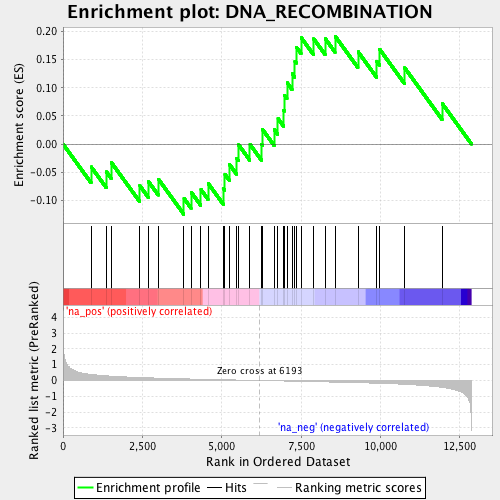 Enrichment plot: DNA_RECOMBINATION
Enrichment score (ES)
0.20
0.15
0.10
0.05
0.00
-0.05
-0.10
'na_pos' (positively correlated)
Ranked list metric (PreRanked)
4
3
2
1
0
-1
-2
-3
Zero cross at 6193
'na_neg' (negatively correlated)
0
2,500
5,000
7,500
10,000
12,500
Rank in Ordered Dataset
Enrichment profile
Hits
Ranking metric scores